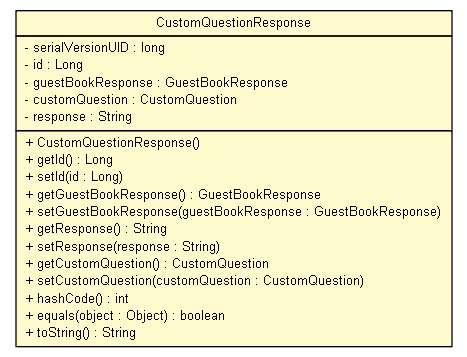 CustomQuestionResponse
- serialVersionUID : long
- id : Long
- guestBookResponse : GuestBookResponse
- customQuestion : CustomQuestion
- response : String
+ CustomQuestionResponse()
+ getId() : Long
+ setId(id : Long)
+ getGuestBookResponse() : GuestBookResponse
+ setGuestBookResponse(guestBookResponse : GuestBookResponse)
+ getResponse() : String
+ setResponse(response : String)
+ getCustomQuestion() : CustomQuestion
+ setCustomQuestion(customQuestion : CustomQuestion)
+ hashCode() : int
+ equals(object : Object) : boolean
+ toString() : String